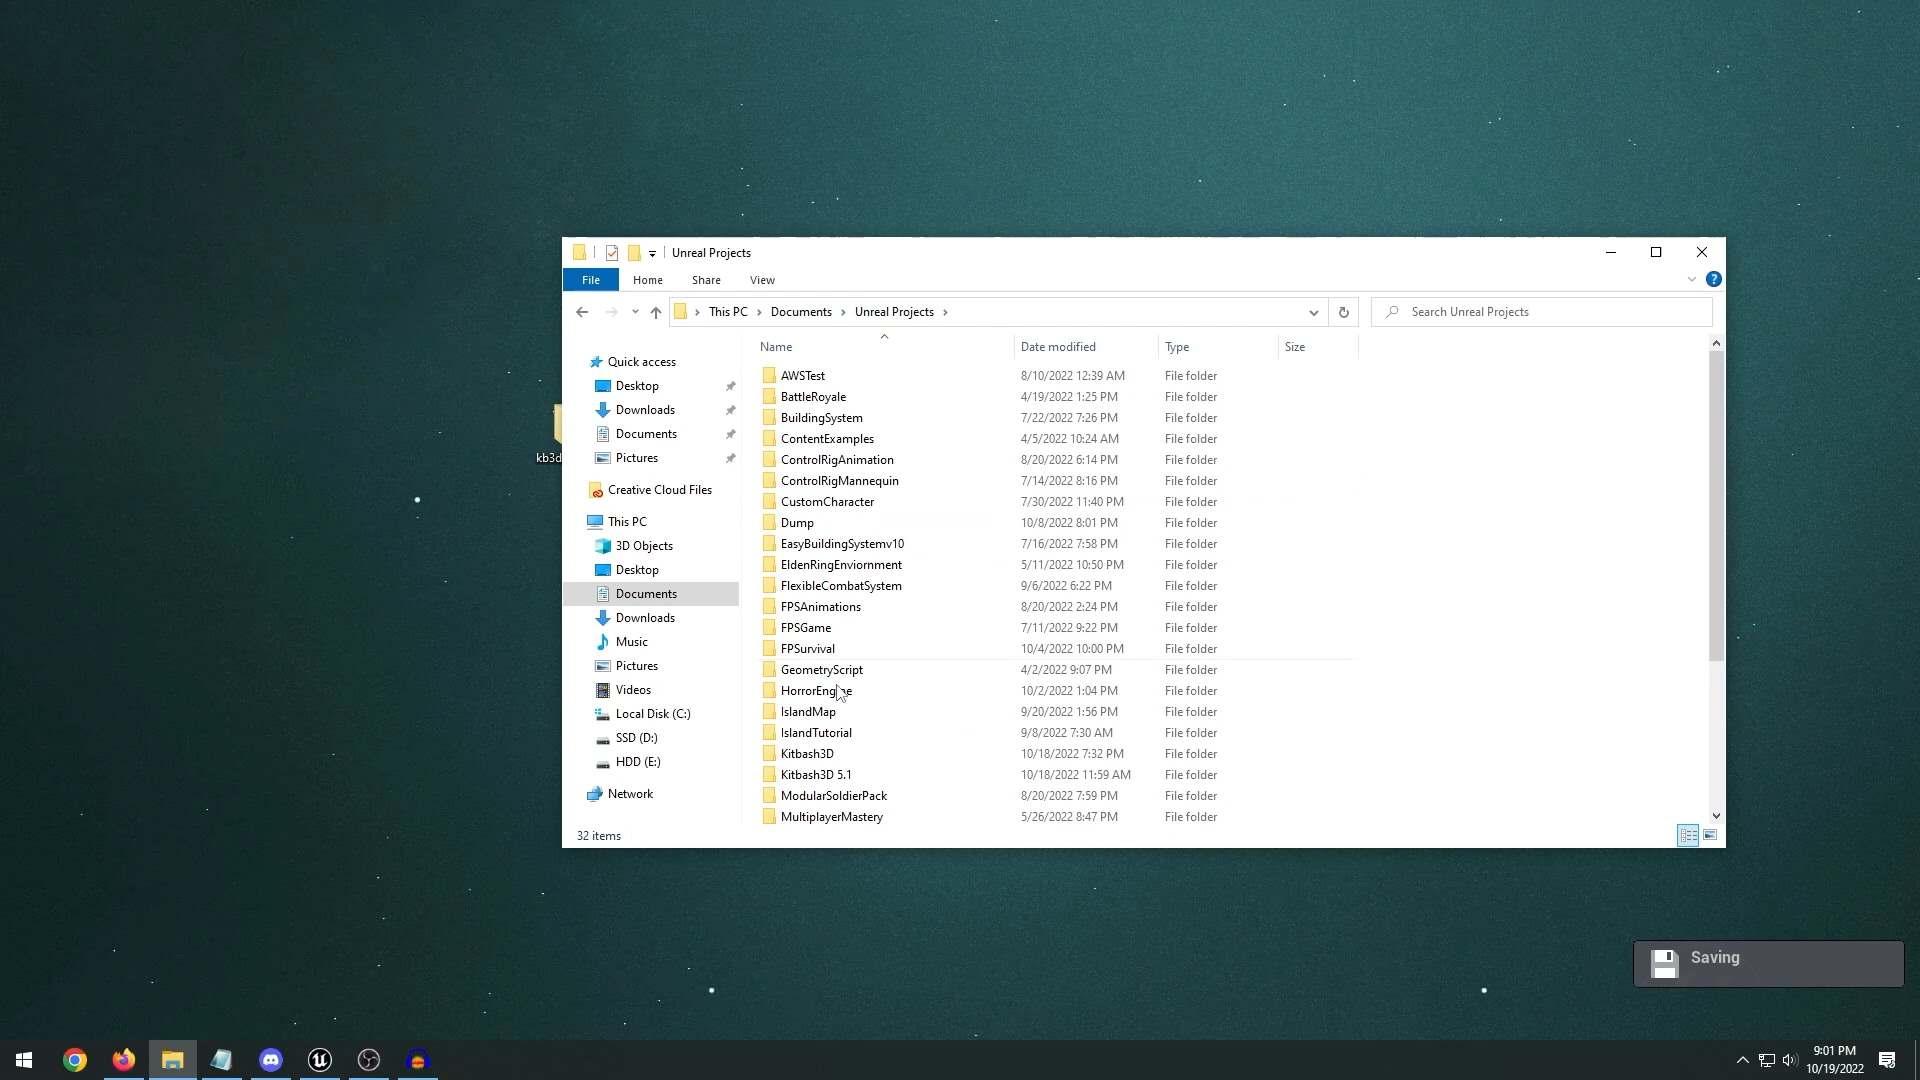 Unreal Projects
File Home Share View
This PC Documents Unreal Projects
Search Unreal Projects
Name Date modified Type Size
Quick access
Desktop
Downloads
Documents
Pictures
Creative Cloud Files
This PC
3D Objects
Desktop
Documents
Downloads
Music
Pictures
Videos
Local Disk (C:)
SSD (D:)
HDD (E:)
Network
AWSTest 8/10/2022 12:39 AM File folder
BattleRoyale 4/19/2022 1:25 PM File folder
BuildingSystem 7/22/2022 7:26 PM File folder
ContentExamples 4/5/2022 10:24 AM File folder
ControlRigAnimation 8/20/2022 6:14 PM File folder
ControlRigMannequin 7/14/2022 8:16 PM File folder
CustomCharacter 7/30/2022 11:40 PM File folder
Dump 10/8/2022 8:01 PM File folder
EasyBuildingSystemv10 7/16/2022 7:58 PM File folder
EldenRingEnviornment 5/11/2022 10:50 PM File folder
FlexibleCombatSystem 9/6/2022 6:22 PM File folder
FPSAnimations 8/20/2022 2:24 PM File folder
FPSGame 7/11/2022 9:22 PM File folder
FPSurvival 10/4/2022 10:00 PM File folder
GeometryScript 4/2/2022 9:07 PM File folder
HorrorEngine 10/2/2022 1:04 PM File folder
IslandMap 9/20/2022 1:56 PM File folder
IslandTutorial 9/8/2022 7:30 AM File folder
Kitbash3D 10/18/2022 7:32 PM File folder
Kitbash3D 5.1 10/18/2022 11:59 AM File folder
ModularSoldierPack 8/20/2022 7:59 PM File folder
MultiplayerMastery 5/26/2022 8:47 PM File folder
32 items
kb3d
Saving
9:01 PM
10/19/2022